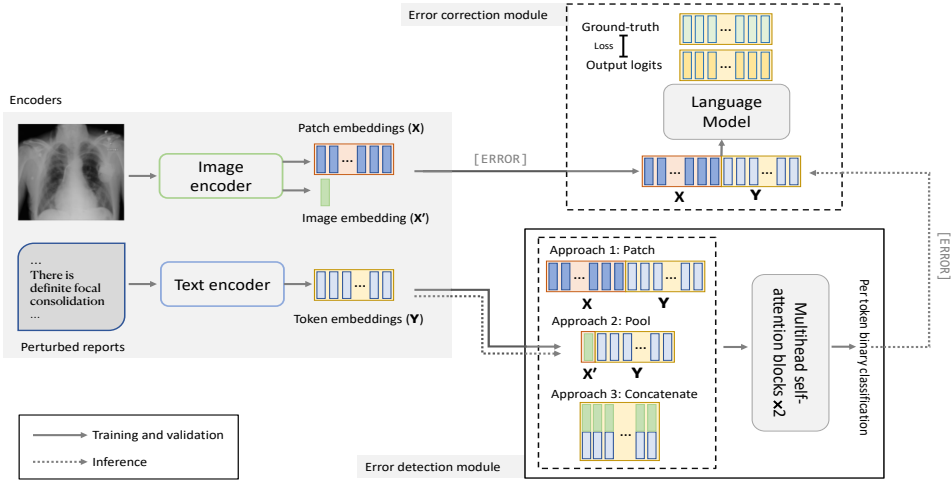 Error correction module
Ground-truth
Loss
Output logits
Language
Model
Encoders
Patch embeddings (X)
Image
encoder
[ERROR]
Image embedding (X’)
X
Y
...
There is
definite focal
consolidation
...
Text encoder
Token embeddings (Y)
Perturbed reports
Approach 1: Patch
X
Y
Approach 2: Pool
X’
Y
Approach 3: Concatenate
Multihead self-
attention blocks x2
Per token binary classification
[ERROR]
Training and validation
Inference
Error detection module